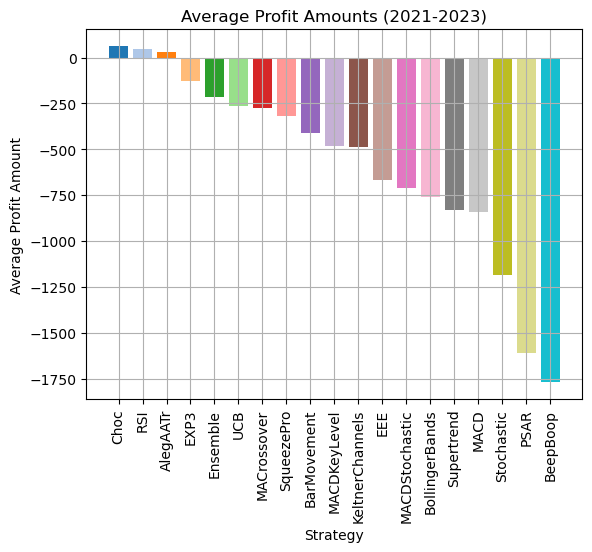 Average Profit Amounts (2021-2023)
Average Profit Amount
0
−250
−500
−750
−1000
−1250
−1500
−1750
Choc
RSI
AlegAATr
EXP3
Ensemble
UCB
MACrossover
SqueezePro
BarMovement
MACDKeyLevel
KeltnerChannels
EEE
MACDStochastic
BollingerBands
Supertrend
MACD
Stochastic
PSAR
BeepBoop
Strategy